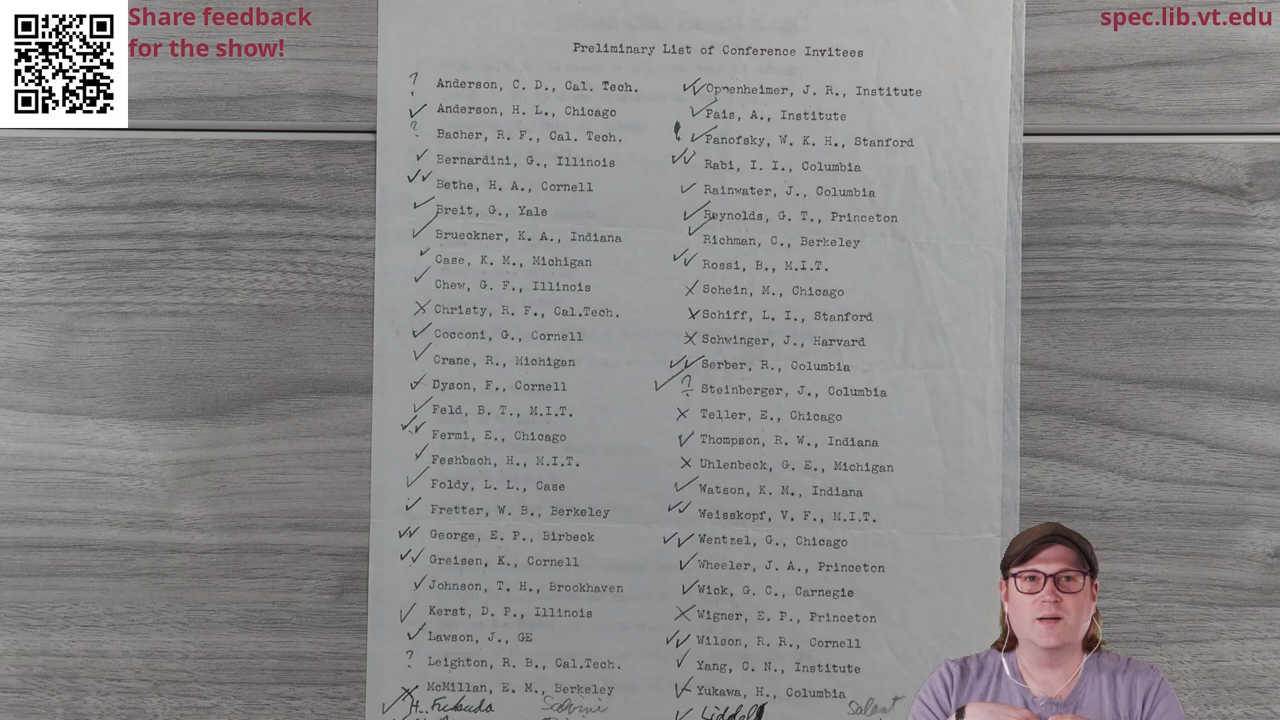 Share feedback
for the show!
spec.lib.vt.edu
Preliminary List of Conference Invitees
? Anderson, C. D., Cal. Tech.
✓ Anderson, H. L., Chicago
? Bacher, R. F., Cal. Tech.
✓ Bernardini, G., Illinois
✓✓ Bethe, H. A., Cornell
✓ Breit, G., Yale
✓ Brueckner, K. A., Indiana
✓ Case, K. M., Michigan
✓ Chew, G. F., Illinois
X Christy, R. F., Cal.Tech.
✓ Cocconi, G., Cornell
✓ Crane, R., Michigan
✓ Dyson, F., Cornell
✓ Feld, B. T., M.I.T.
✓✓ Fermi, E., Chicago
✓ Feshbach, H., M.I.T.
✓ Foldy, L. L., Case
✓ Fretter, W. B., Berkeley
✓✓ George, E. P., Birbeck
✓✓ Greisen, K., Cornell
✓ Johnson, T. H., Brookhaven
✓ Kerst, D. P., Illinois
✓ Lawson, J., GE
? Leighton, R. B., Cal.Tech.
X McMillan, E. M., Berkeley
✓ H. Fukuda Salvini
✓✓ Oppenheimer, J. R., Institute
✓ Pais, A., Institute
✓ Panofsky, W. K. H., Stanford
✓✓ Rabi, I. I., Columbia
✓ Rainwater, J., Columbia
✓ Reynolds, G. T., Princeton
✓ Richman, C., Berkeley
✓✓ Rossi, B., M.I.T.
X Schein, M., Chicago
X Schiff, L. I., Stanford
X Schwinger, J., Harvard
✓✓ Serber, R., Columbia
✓ ? Steinberger, J., Columbia
X Teller, E., Chicago
✓ Thompson, R. W., Indiana
X Uhlenbeck, G. E., Michigan
✓ Watson, K. M., Indiana
✓✓ Weisskopf, V. F., M.I.T.
✓✓ Wentzel, G., Chicago
✓ Wheeler, J. A., Princeton
✓ Wick, G. C., Carnegie
X Wigner, E. P., Princeton
✓✓ Wilson, R. R., Cornell
✓ Yang, C. N., Institute
✓ Yukawa, H., Columbia
✓ Liddell